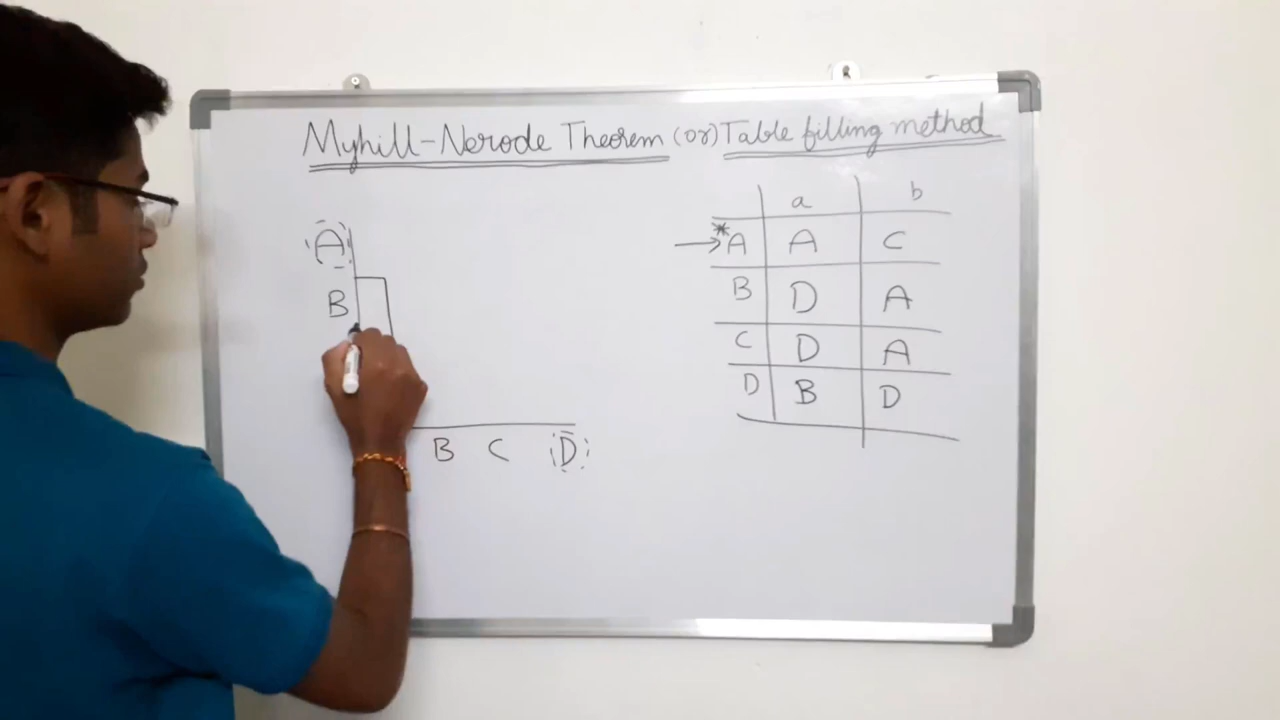 Myhill-Nerode Theorem (or) Table filling method
A
B
B C D
a b
→ *A A C
B D A
C D A
D B D